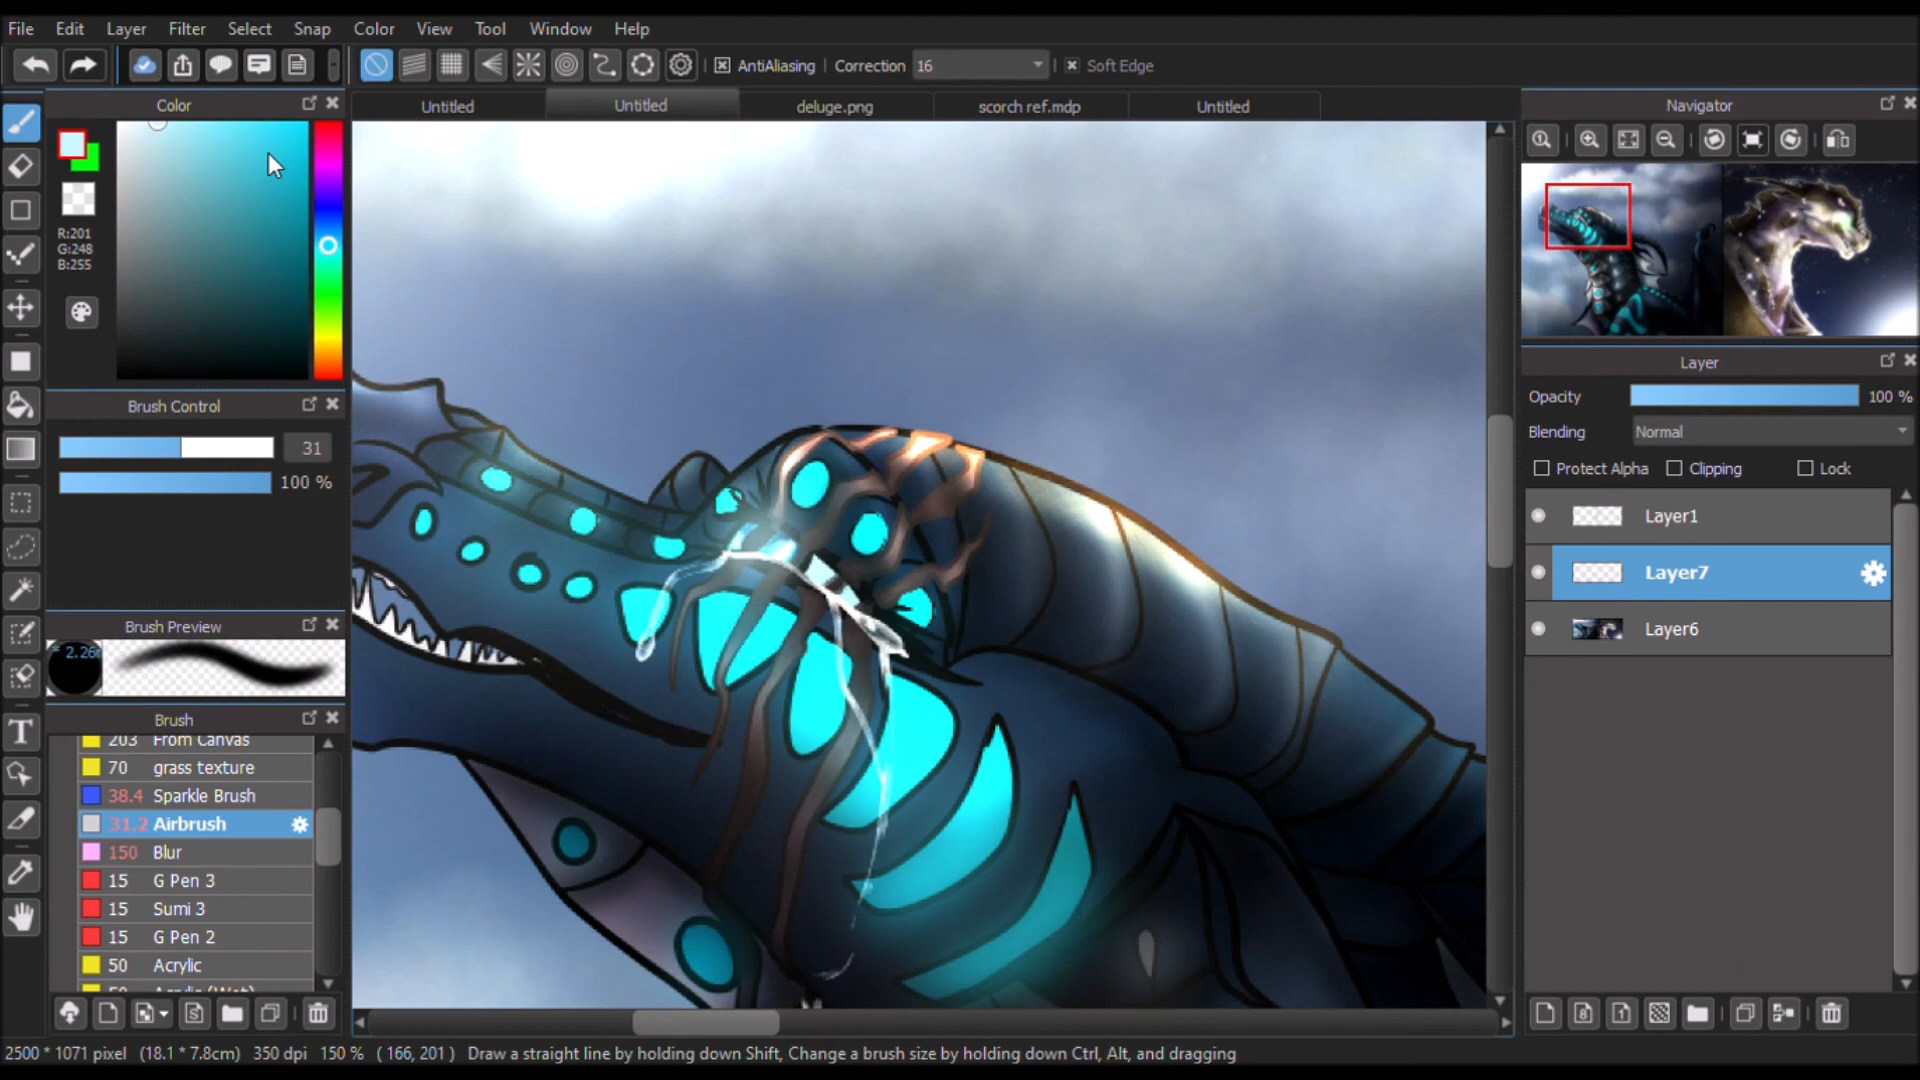 File Edit Layer Filter Select Snap Color View Tool Window Help
AntiAliasing Correction 16 Soft Edge
Color
Untitled Untitled deluge.png scorch ref.mdp Untitled
Navigator
R:201
G:248
B:255
Brush Control
31
100 %
Brush Preview
Brush
203 From Canvas
70 grass texture
38.4 Sparkle Brush
31.2 Airbrush
150 Blur
15 G Pen 3
15 Sumi 3
15 G Pen 2
50 Acrylic
Layer
Opacity 100 %
Blending Normal
Protect Alpha Clipping Lock
Layer1
Layer7
Layer6
2500 * 1071 pixel (18.1 * 7.8cm) 350 dpi 150 % ( 166, 201 ) Draw a straight line by holding down Shift, Change a brush size by holding down Ctrl, Alt, and dragging